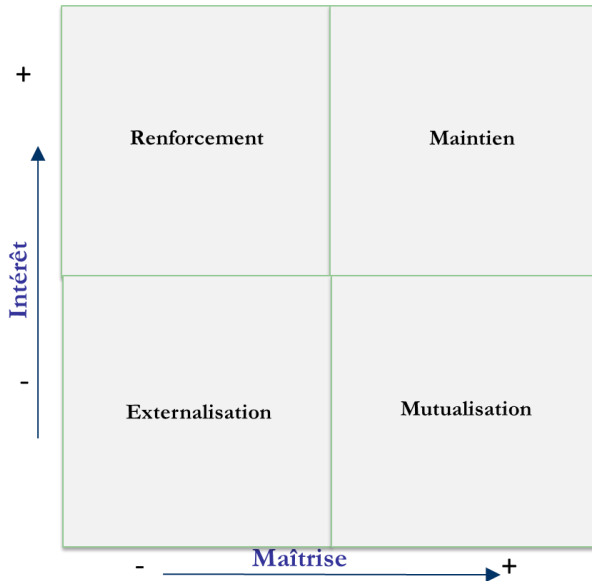 +
Renforcement
Maintien
Intérêt
-
Externalisation
Mutualisation
-
Maîtrise
+